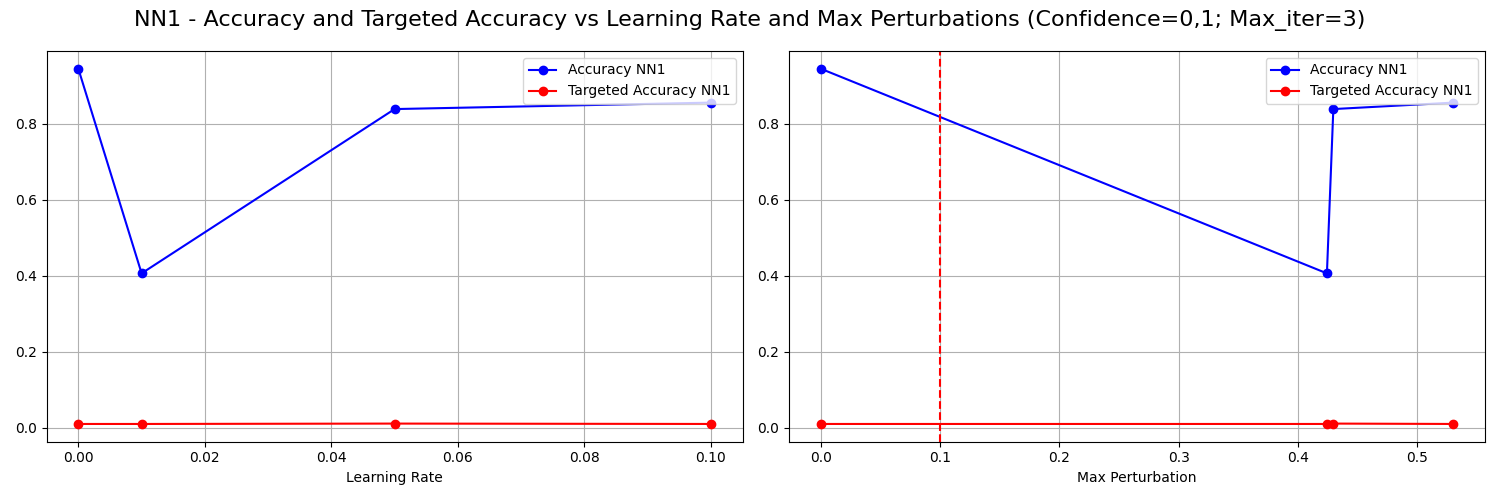 NN1 - Accuracy and Targeted Accuracy vs Learning Rate and Max Perturbations (Confidence=0,1; Max_iter=3)
Accuracy NN1
Targeted Accuracy NN1
0.8
0.6
0.4
0.2
0.0
0.00 0.02 0.04 0.06 0.08 0.10
Learning Rate
Accuracy NN1
Targeted Accuracy NN1
0.8
0.6
0.4
0.2
0.0
0.0 0.1 0.2 0.3 0.4 0.5
Max Perturbation